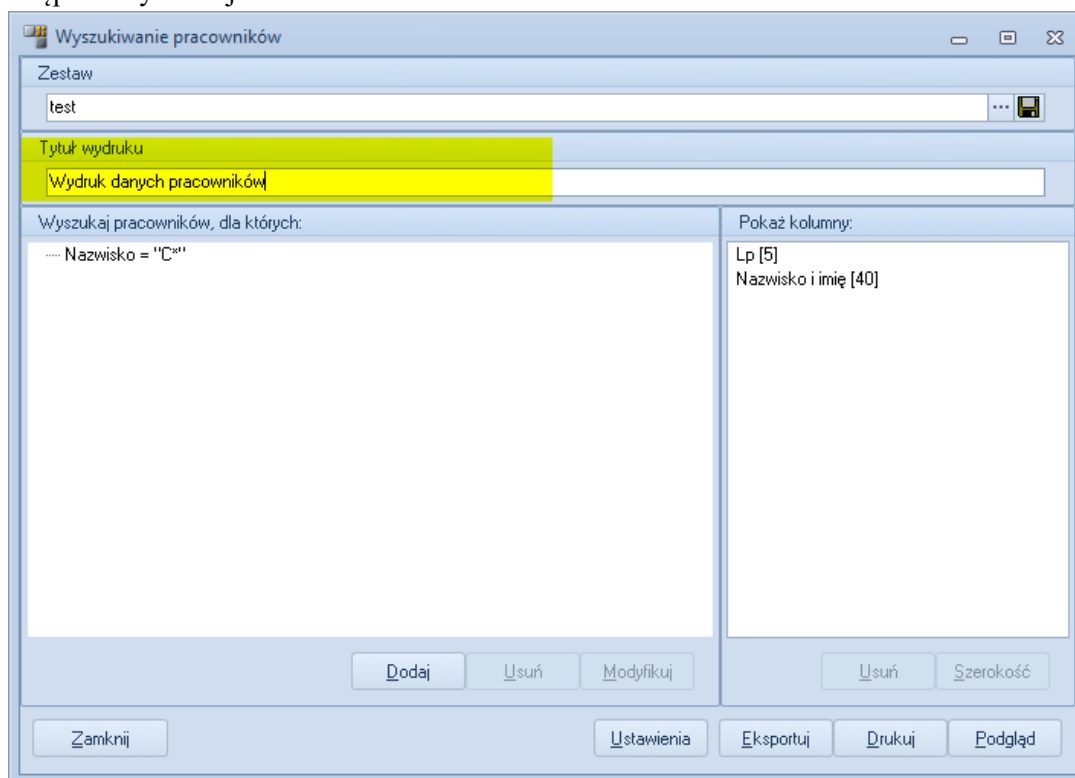 Wyszukiwanie pracowników
Zestaw
test
Tytuł wydruku
Wydruk danych pracowników
Wyszukaj pracowników, dla których:
Nazwisko = "C*"
Pokaż kolumny:
Lp [5]
Nazwisko i imię [40]
Dodaj Usuń Modyfikuj Usuń Szerokość
Zamknij Ustawienia Eksportuj Drukuj Podgląd